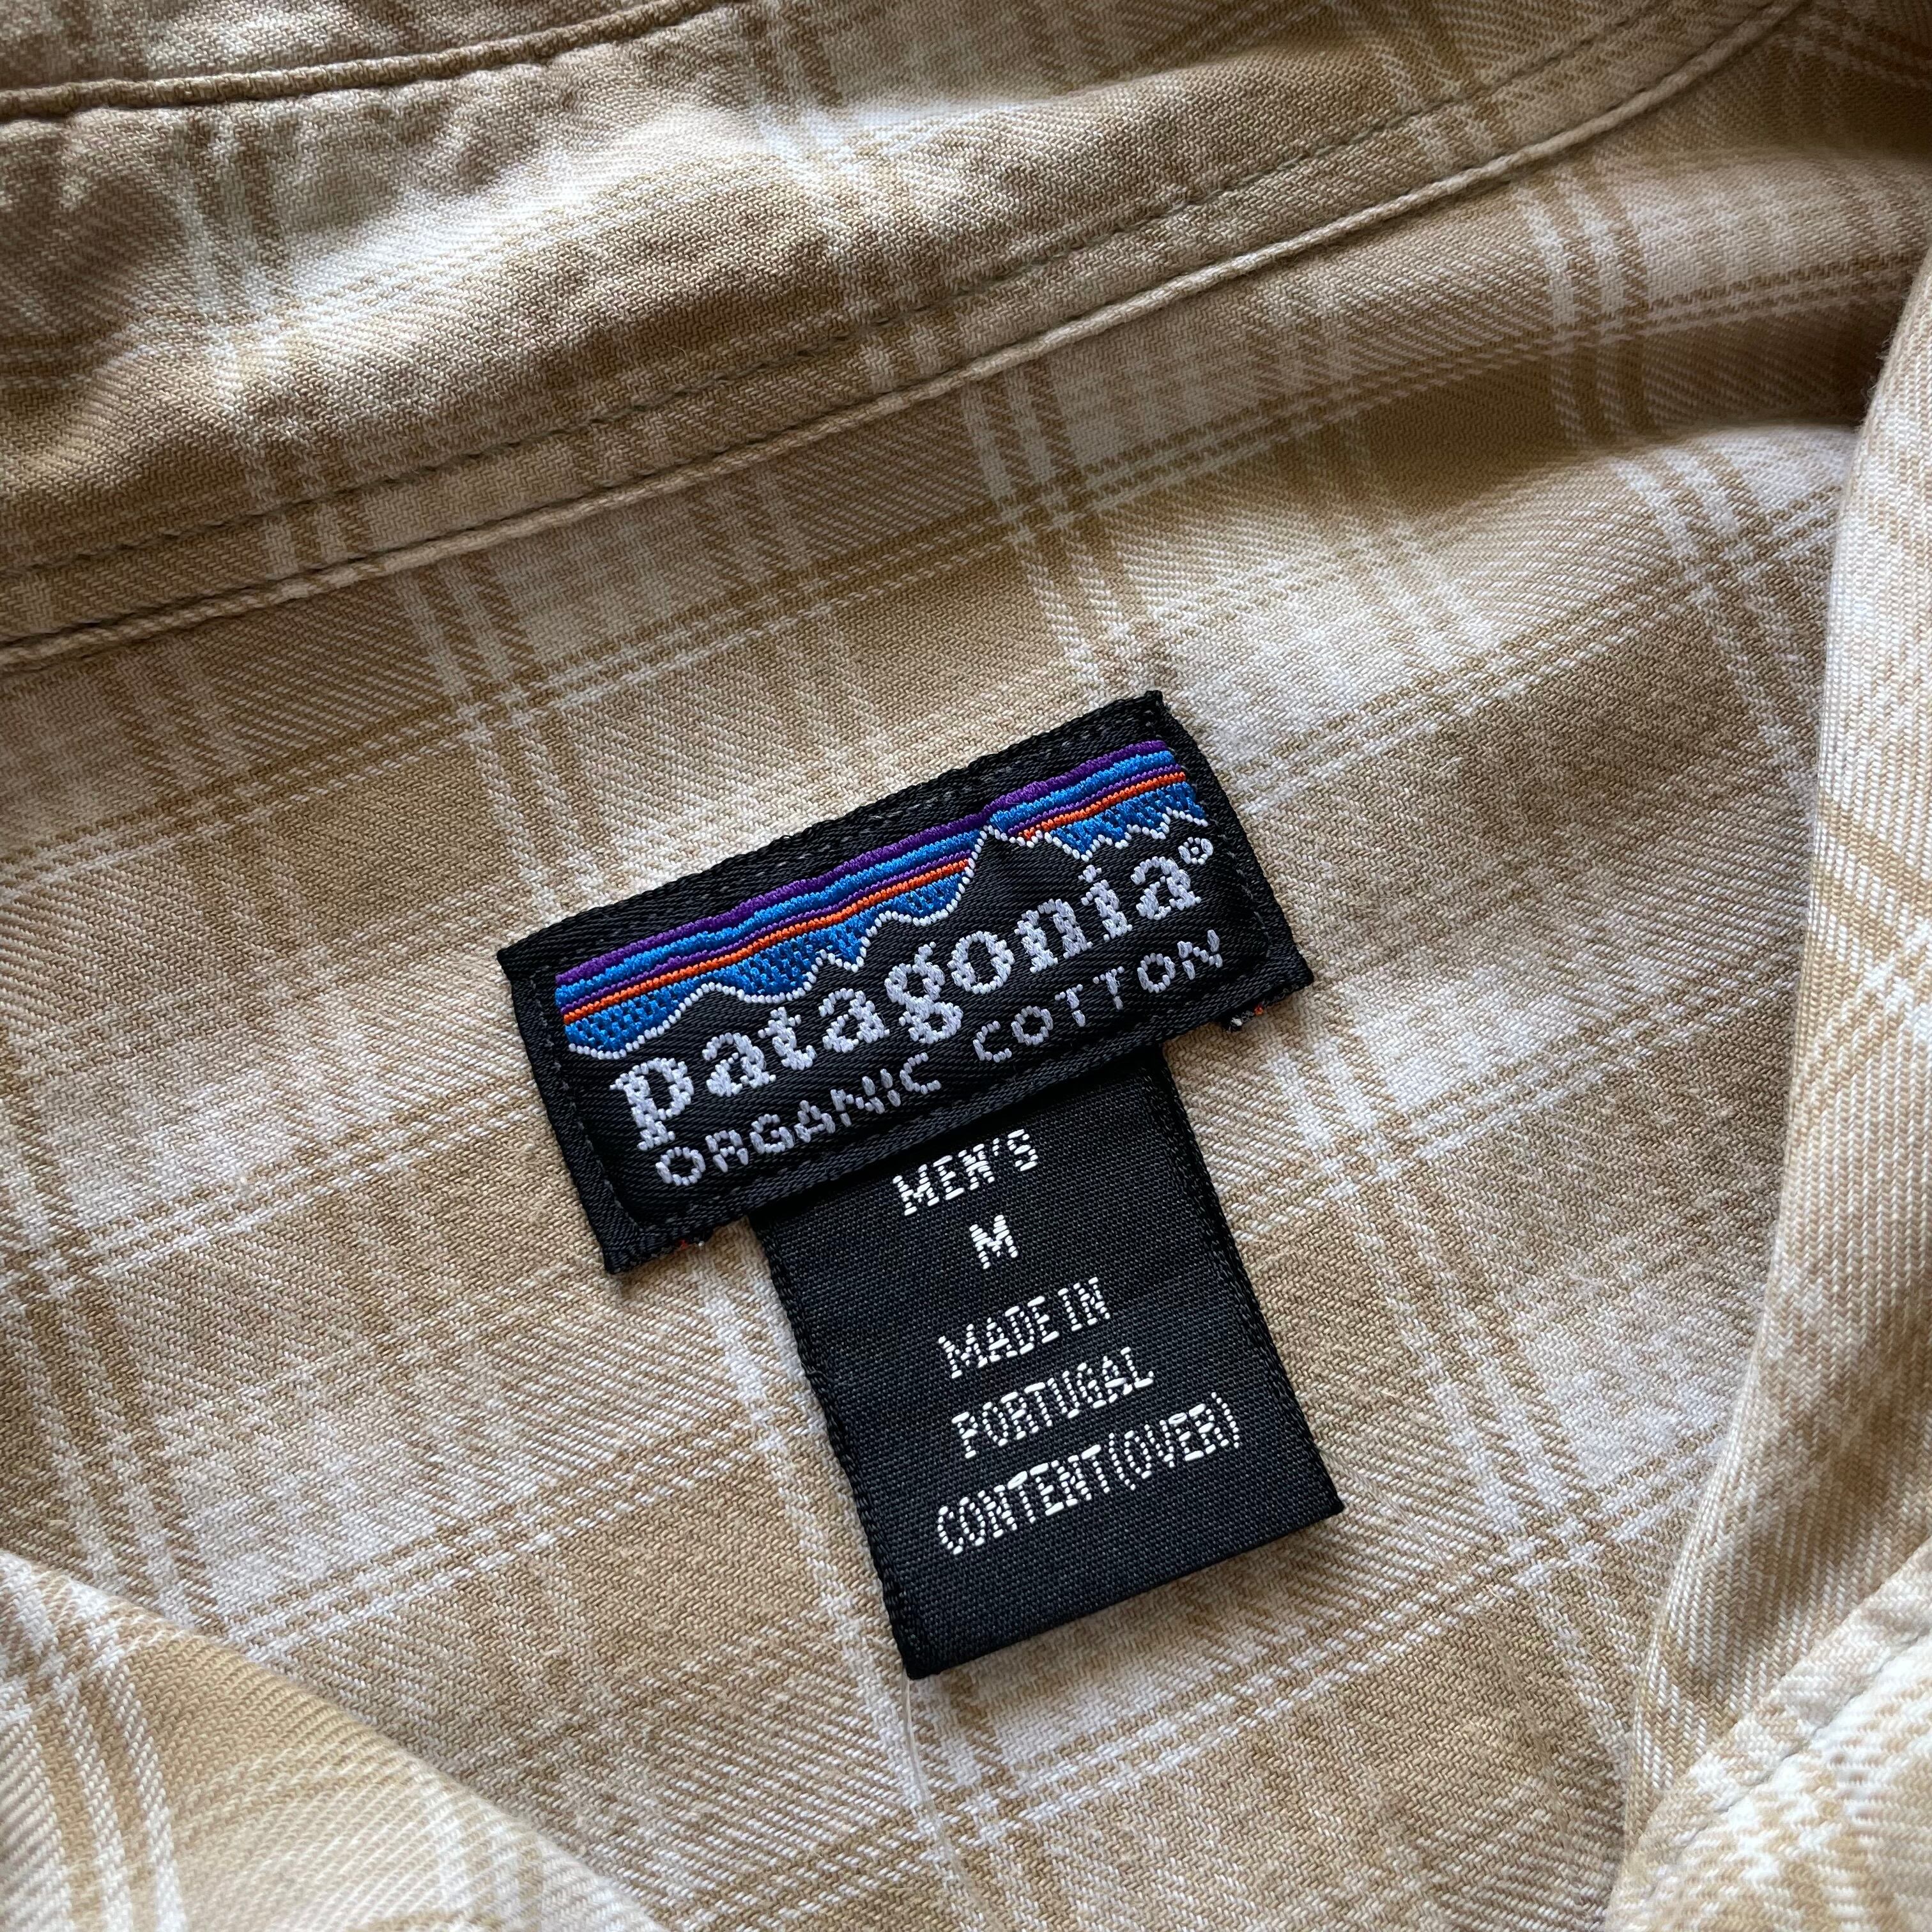 patagonia®
ORGANIC COTTON
MEN'S
M
MADE IN
PORTUGAL
CONTENT(OVER)